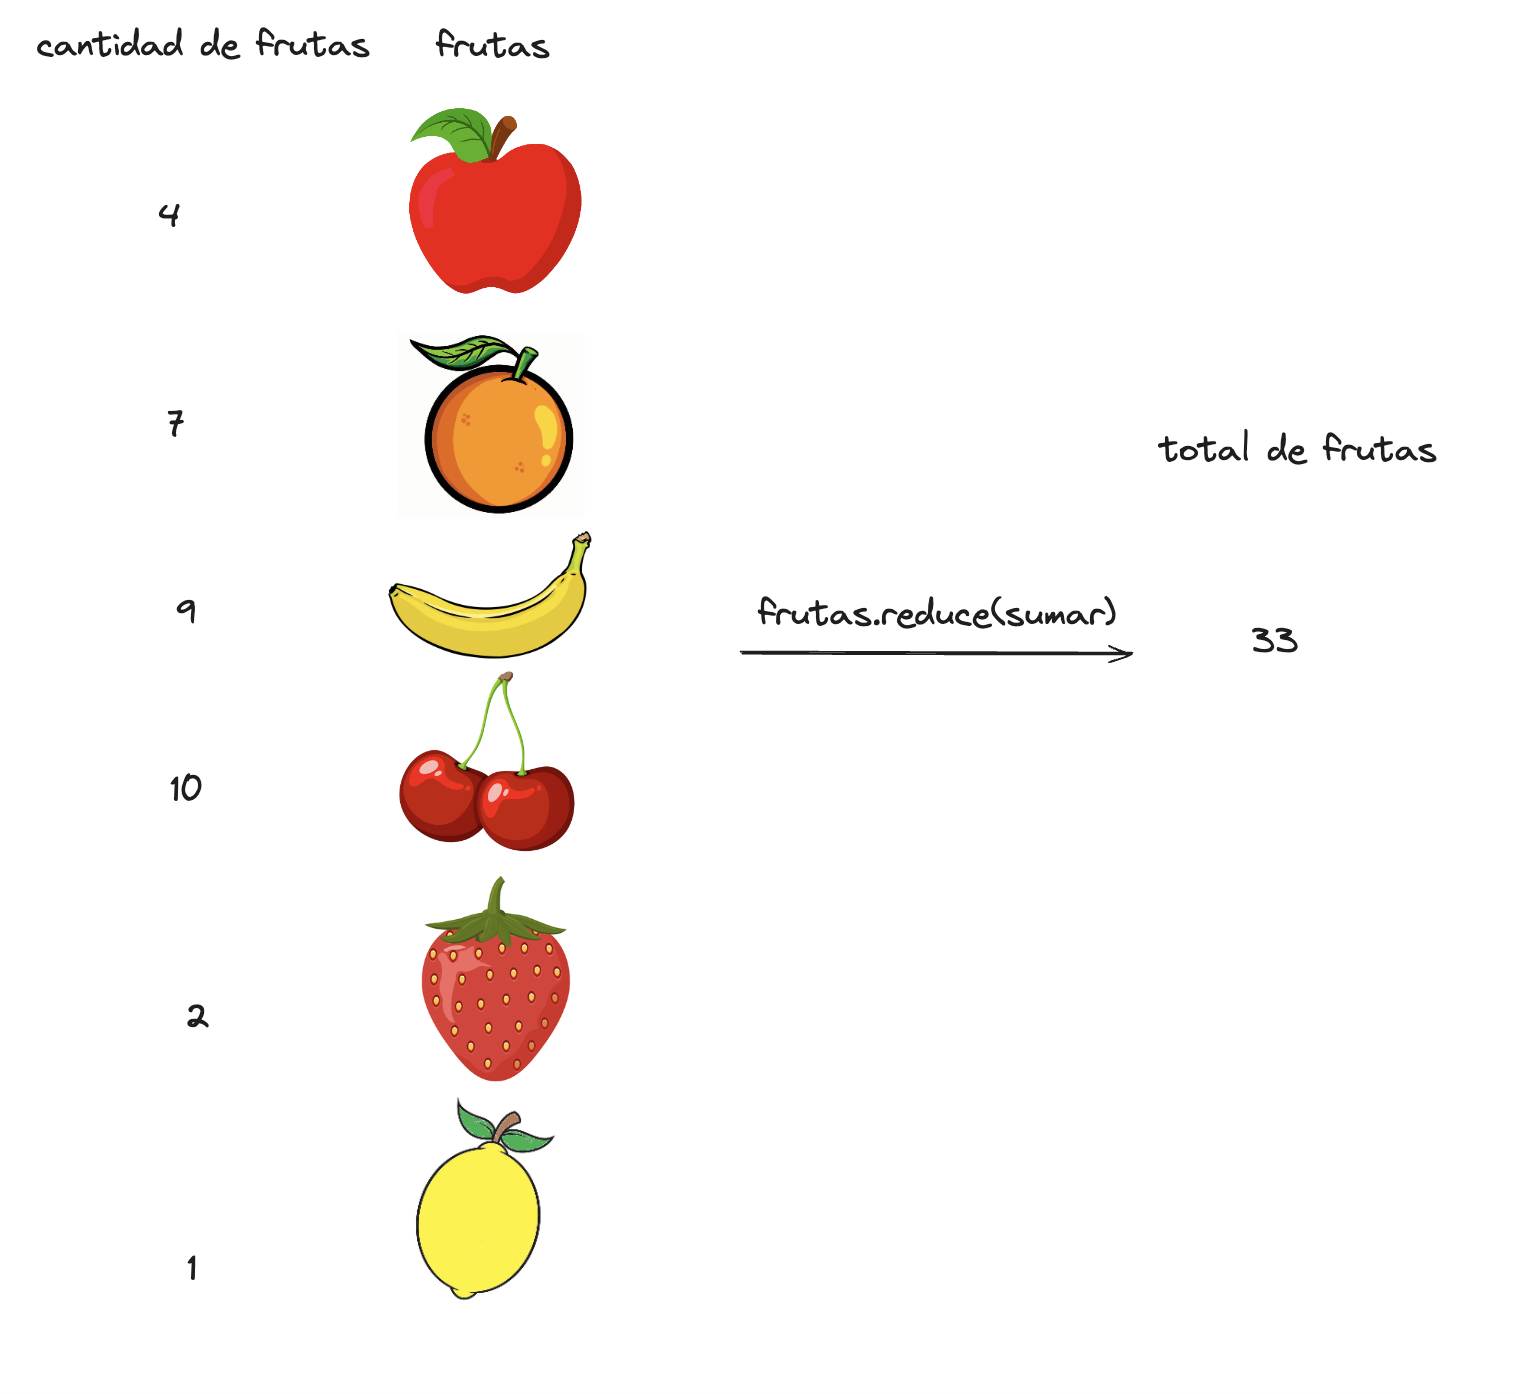 cantidad de frutas
frutas
4
7
total de frutas
9
frutas.reduce(sumar)
33
10
2
1